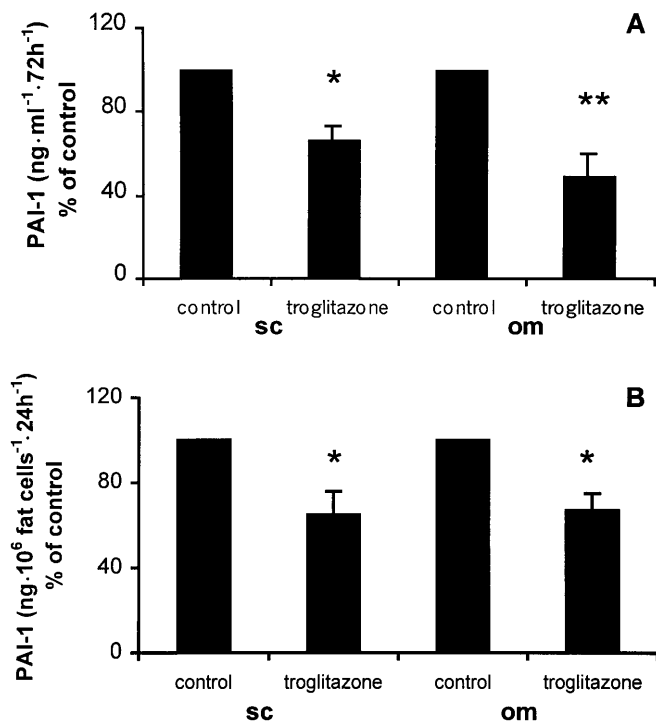 A
PAI-1 (ng·ml⁻¹·72h⁻¹)
% of control
120
80
40
0
*
**
control troglitazone control troglitazone
sc om
B
PAI-1 (ng·10⁶ fat cells⁻¹·24h⁻¹)
% of control
120
80
40
0
*
*
control troglitazone control troglitazone
sc om